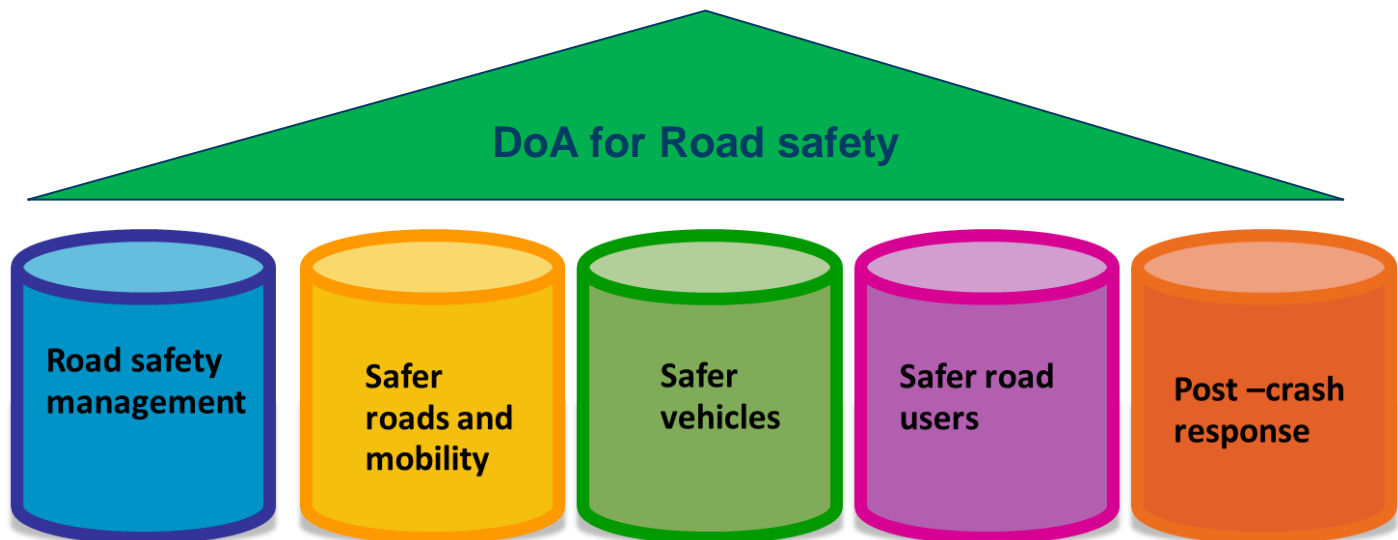 DoA for Road safety
Road safety
management
Safer
roads and
mobility
Safer
vehicles
Safer road
users
Post –crash
response